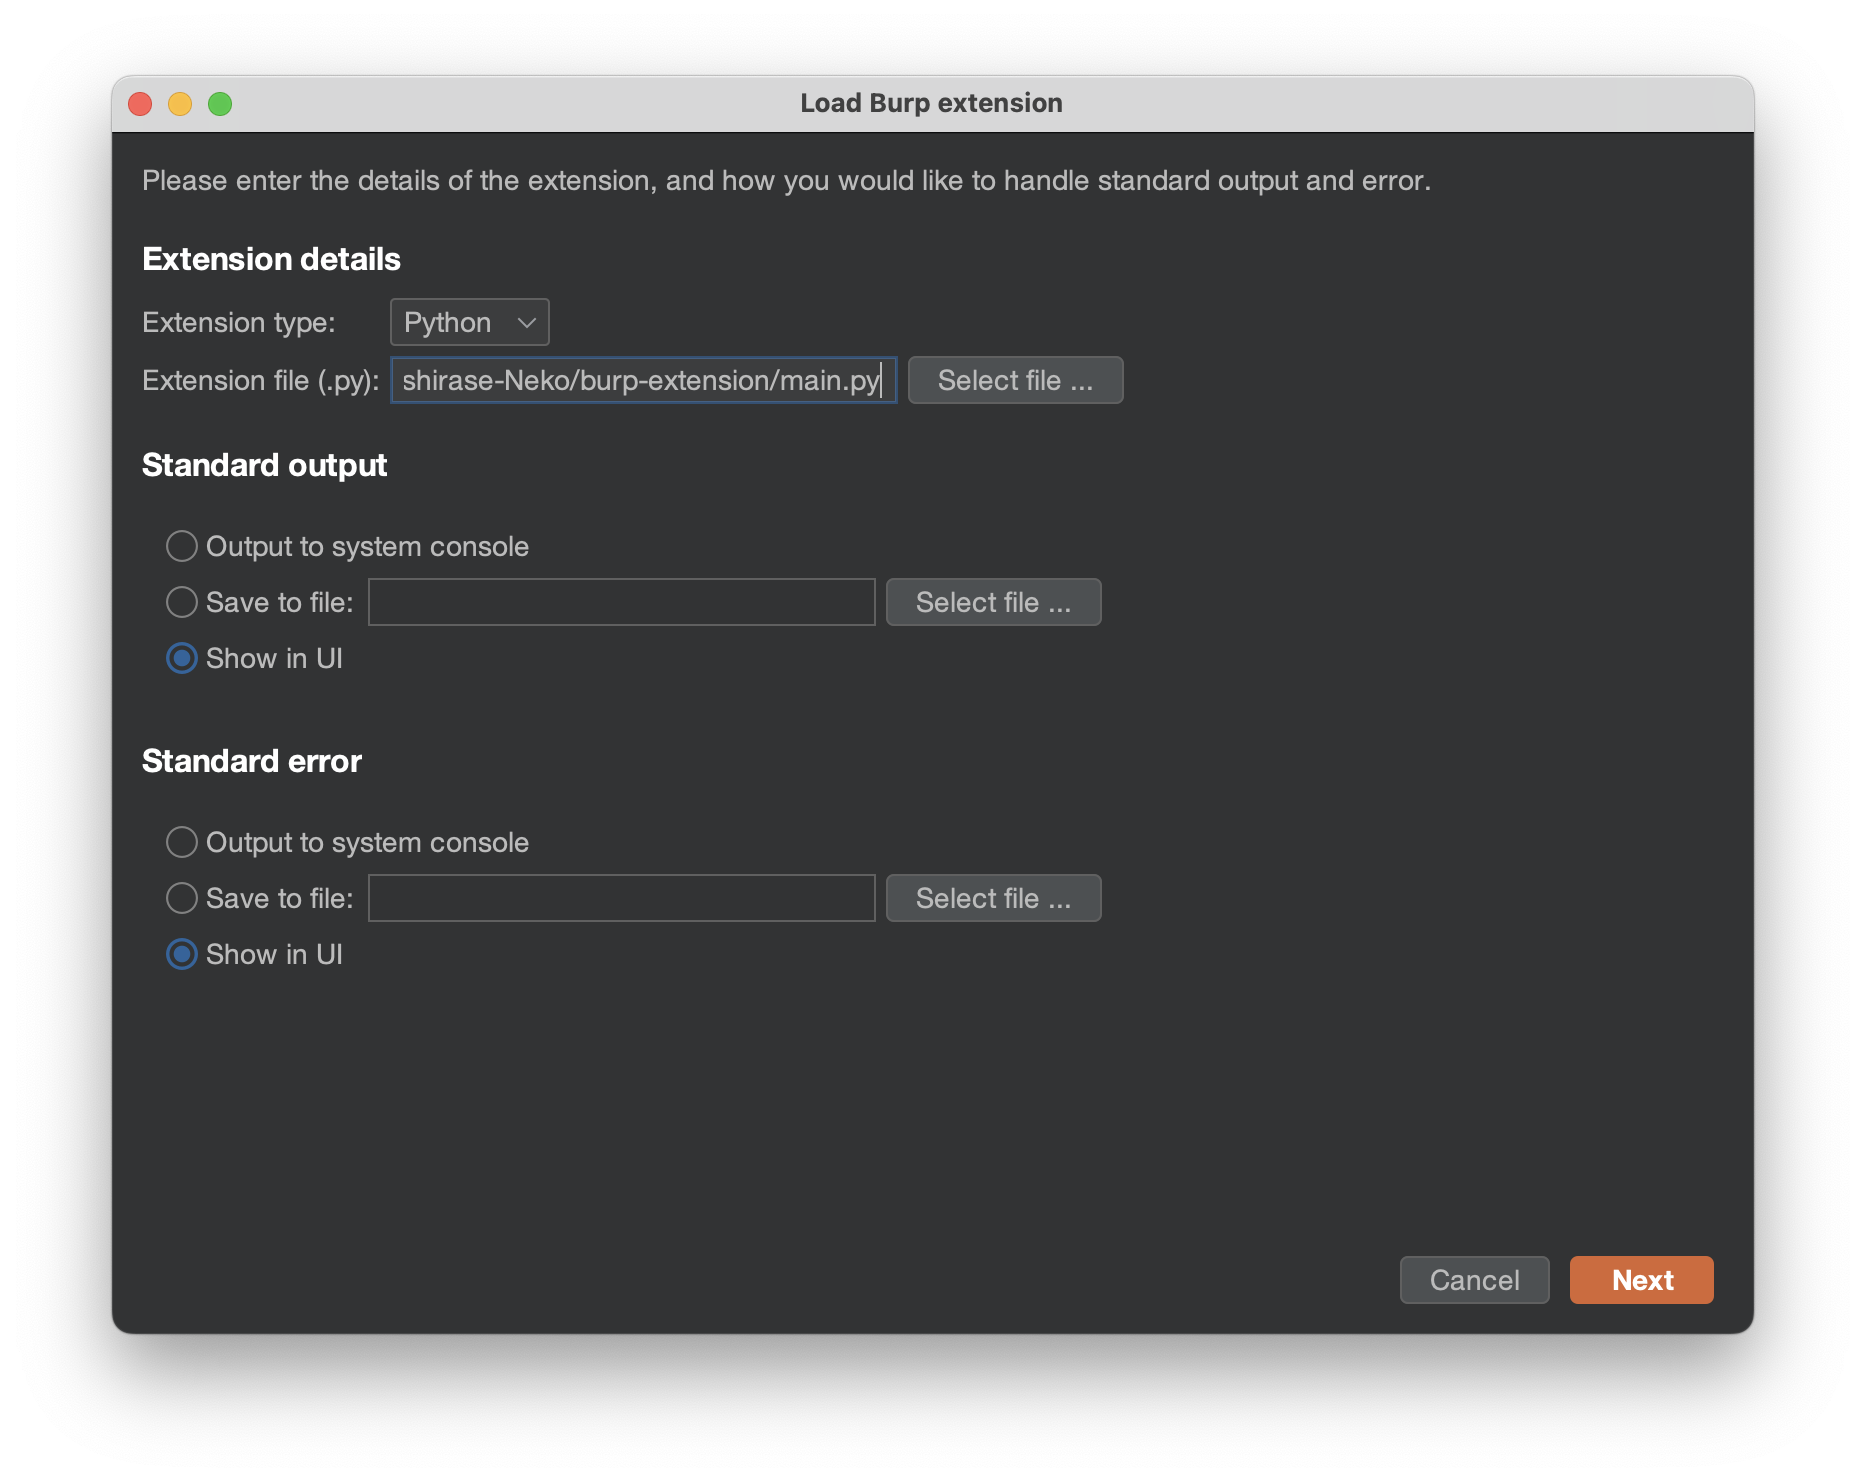 Load Burp extension
Please enter the details of the extension, and how you would like to handle standard output and error.
Extension details
Extension type: Python
Extension file (.py): shirase-Neko/burp-extension/main.py Select file ...
Standard output
Output to system console
Save to file: Select file ...
Show in UI
Standard error
Output to system console
Save to file: Select file ...
Show in UI
Cancel Next